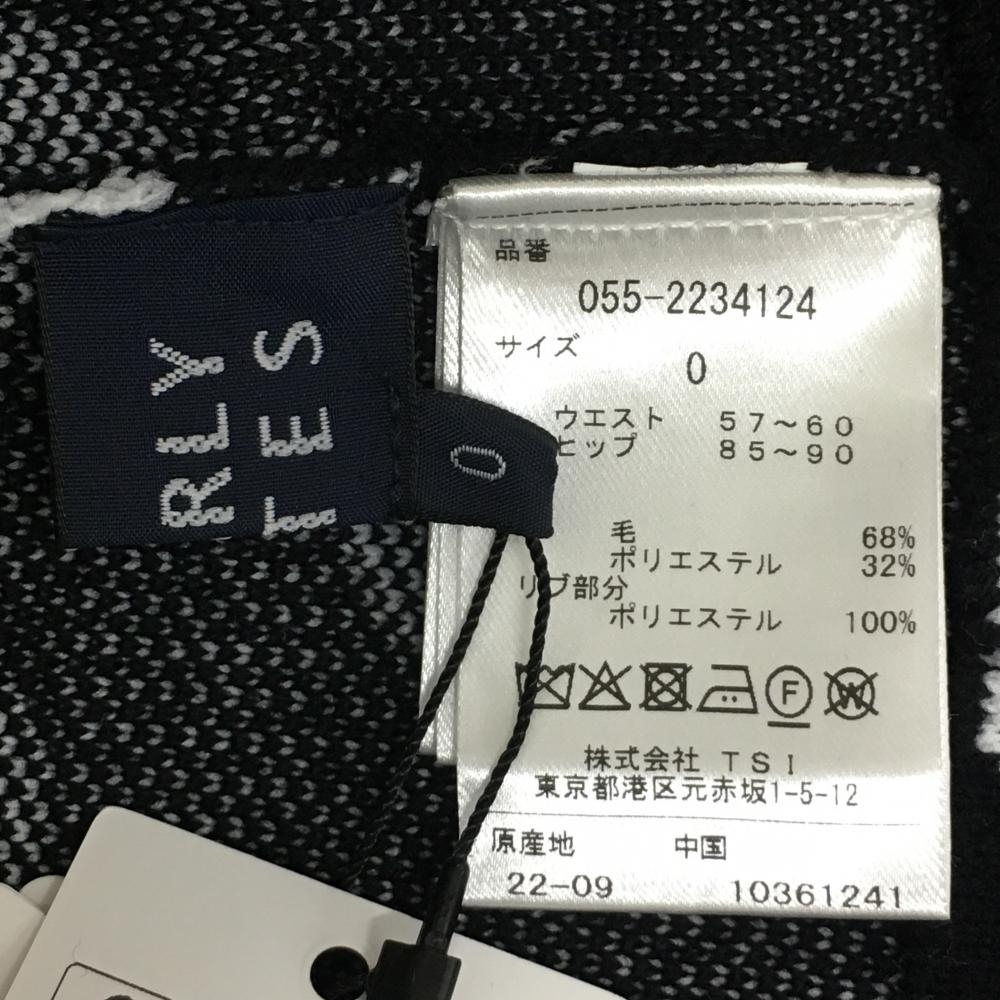 RLY
TES
0
品番
055-2234124
サイズ
0
ウエスト 57～60
ヒップ 85～90
毛 68%
ポリエステル 32%
リブ部分
ポリエステル 100%
F W
株式会社 TSI
東京都港区元赤坂1-5-12
原産地 中国
22-09 10361241